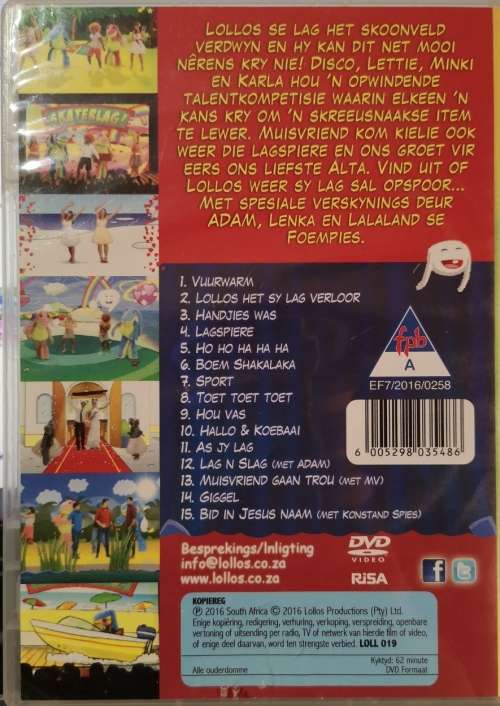 Lollos se lag het skoonveld
verdwyn en hy kan dit net mooi
nêrens kry nie! Disco, Lettie, Minki
en Karla hou 'n opwindende
talentkompetisie waarin elkeen 'n
kans kry om 'n skreeusnaakse item
te lewer. Muisvriend kom kielie ook
weer die lagspiere en ons groet vir
eers ons liefste Alta. Vind uit of
Lollos weer sy lag sal opspoor...
Met spesiale verskynings deur
ADAM, Lenka en Lalaland se
Foempies.
SKATERLAG!
1. Vuurwarm
2. Lollos het sy lag verloor
3. Handjies was
4. Lagspiere
5. Ho ho ha ha ha
6. Boem Shakalaka
7. Sport
8. Toet toet toet
9. Hou vas
10. Hallo & Koebaai
11. As jy lag
12. Lag n Slag (met Adam)
13. Muisvriend gaan trou (met MV)
14. Giggel
15. Bid in Jesus Naam (met Konstand Spies)
fpb
A
EF7/2016/0258
6 005298 035486
Besprekings/Inligting
info@lollos.co.za
www.lollos.co.za
DVD
VIDEO
RiSA
f
t
KOPIEREG
℗ 2016 South Africa © 2016 Lollos Productions (Pty) Ltd.
Enige kopiëring, redigering, verhuring, verkoping, verspreiding, openbare
vertoning of uitsending per radio, TV of netwerk van hierdie film of video,
of enige deel daarvan, word ten strengste verbied. LOLL 019
Kyktyd: 62 minute
Alle ouderdomme
DVD Formaat